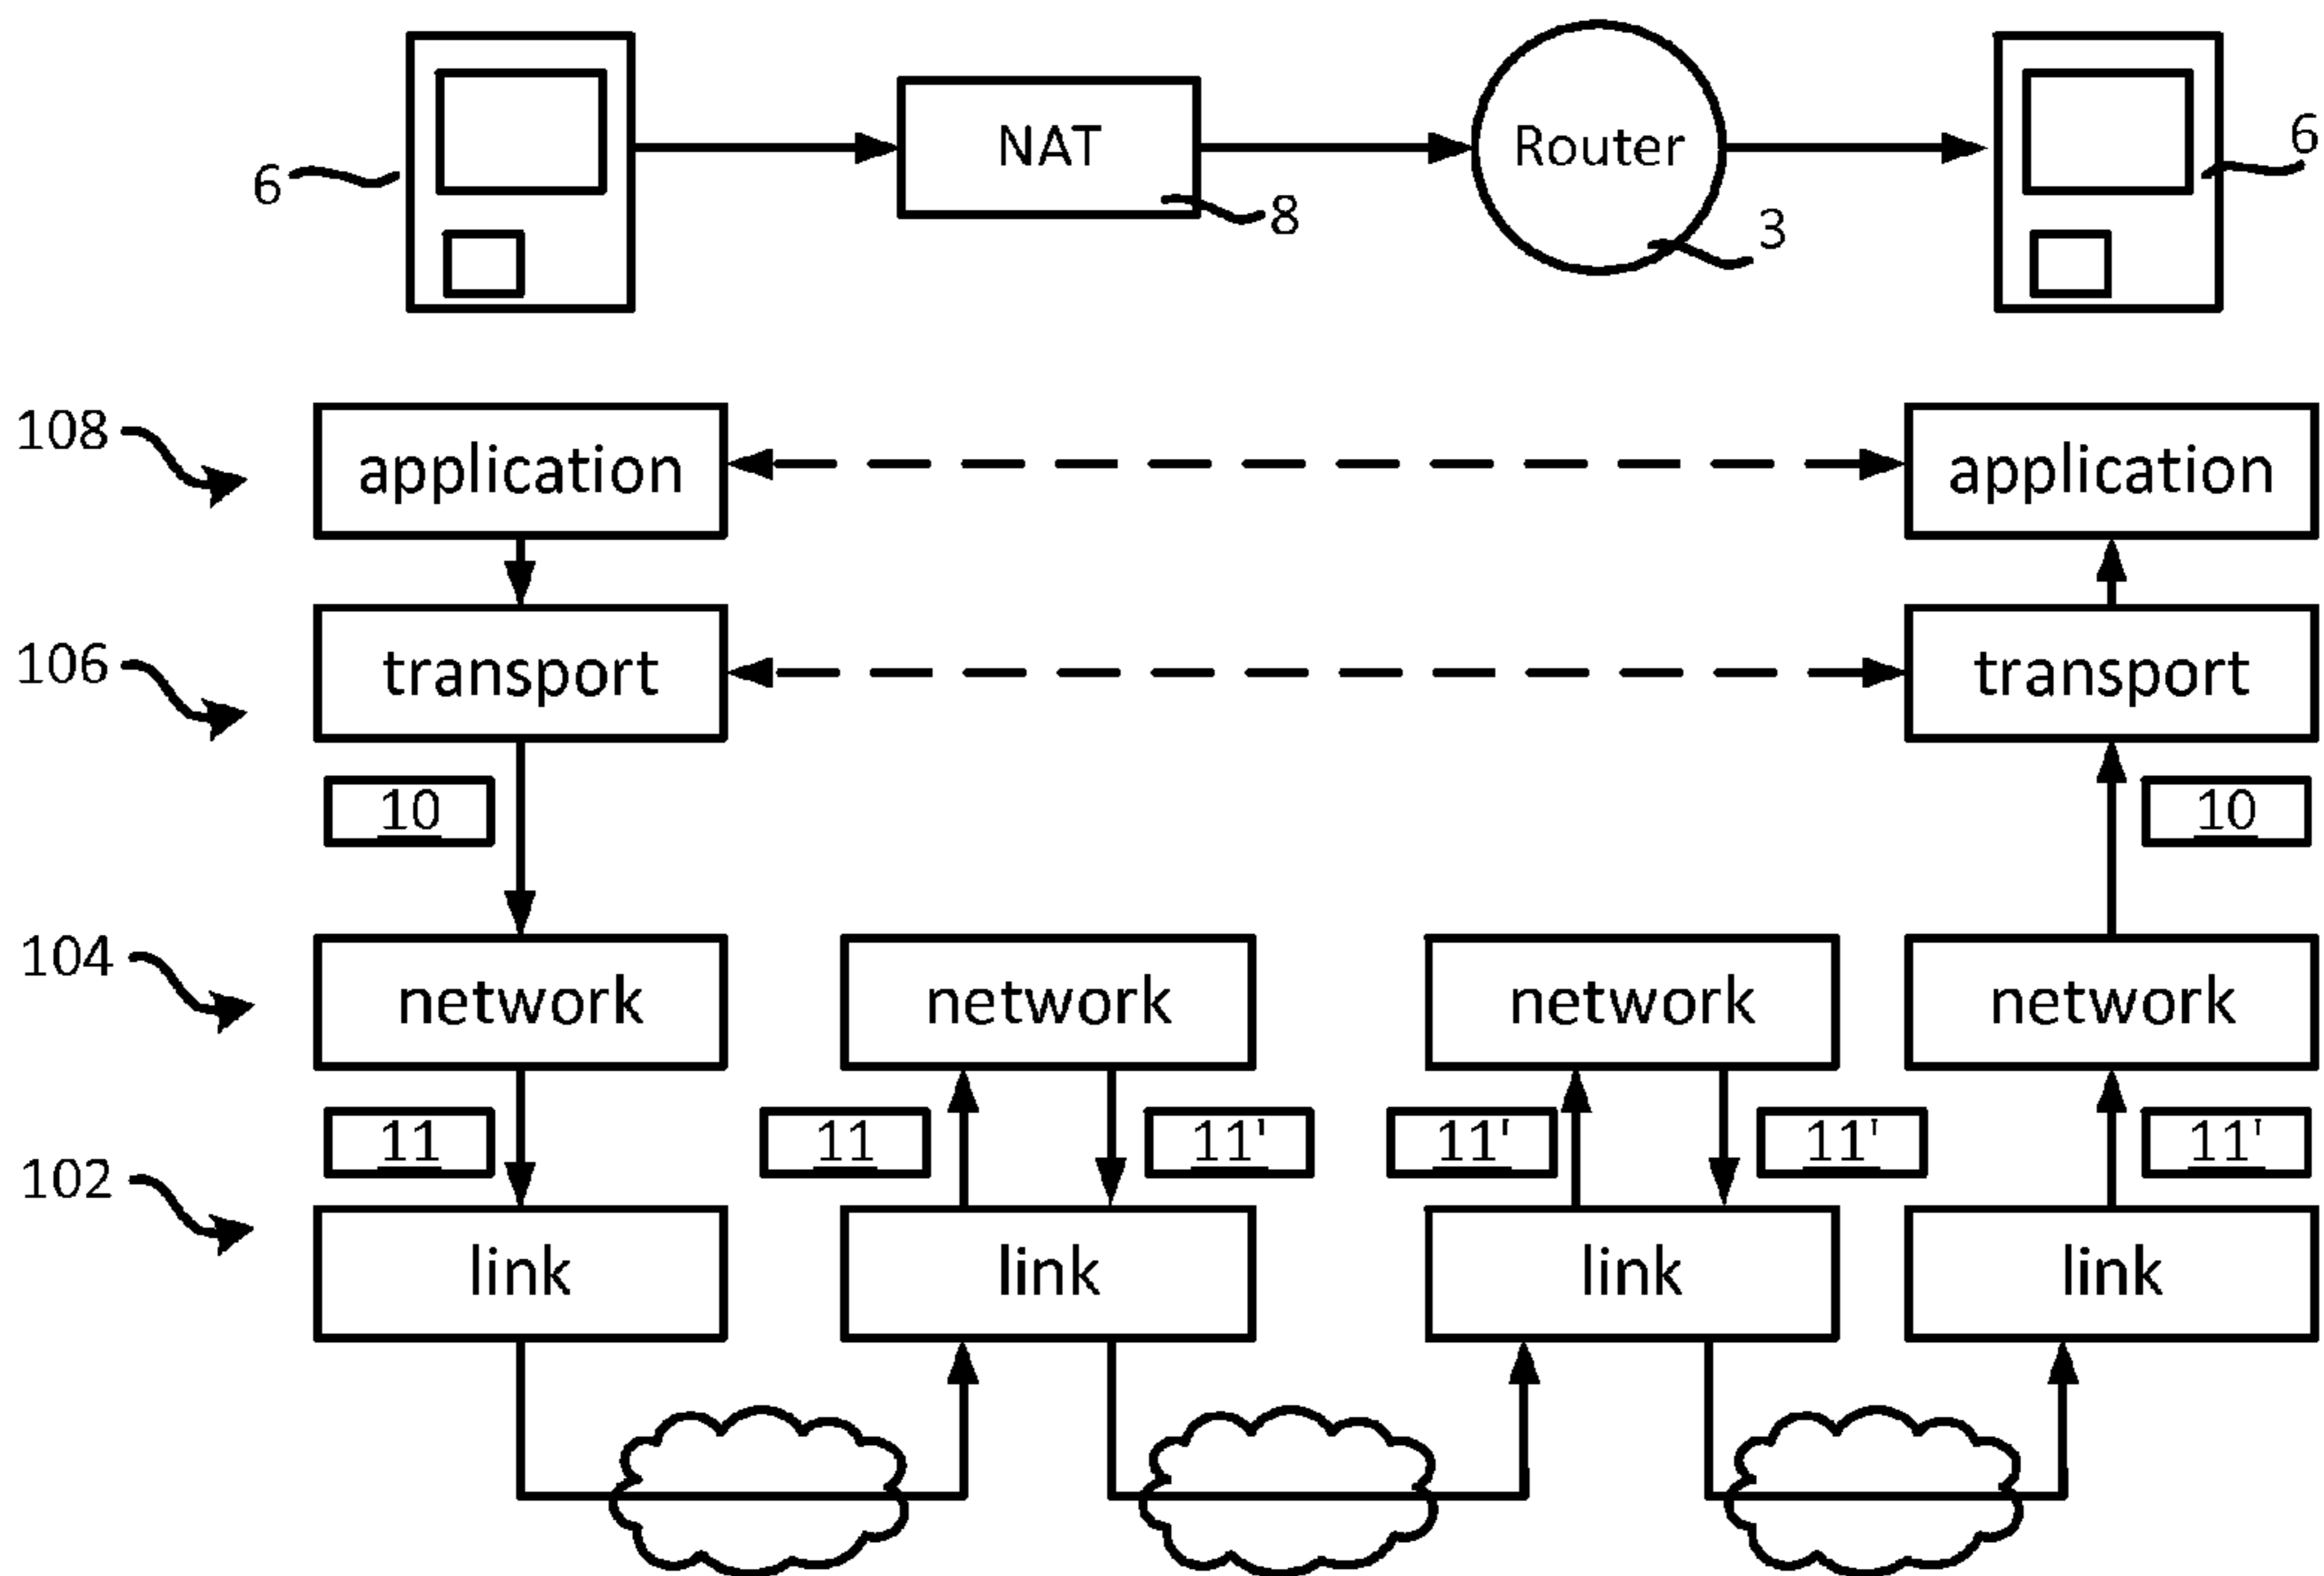 6 NAT 8 Router 3 6
108 application application
106 transport transport
10 10
104 network network network network
11 11 11' 11' 11' 11'
102 link link link link